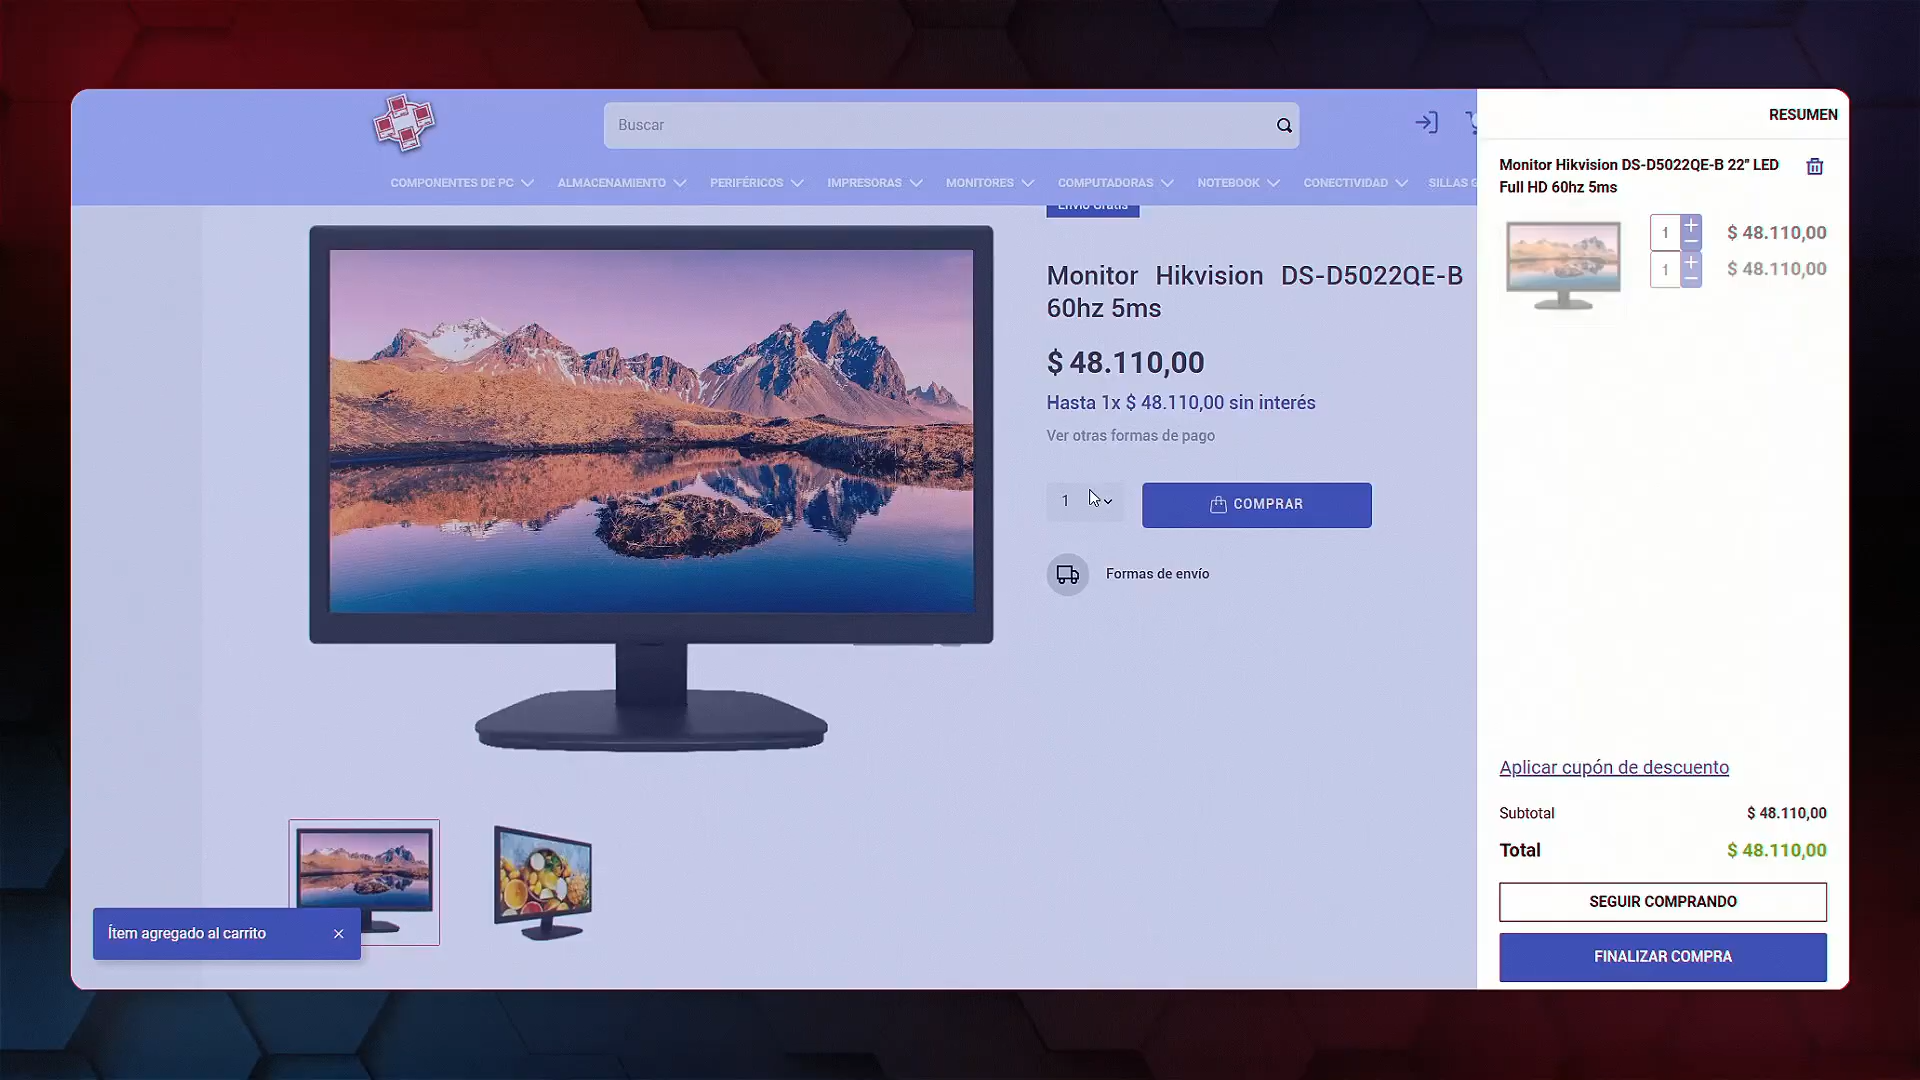 Buscar
COMPONENTES DE PC
ALMACENAMIENTO
PERIFÉRICOS
IMPRESORAS
MONITORES
COMPUTADORAS
NOTEBOOK
CONECTIVIDAD
SILLAS G
Envío Gratis
Monitor Hikvision DS-D5022QE-B
60hz 5ms
$ 48.110,00
Hasta 1x $ 48.110,00 sin interés
Ver otras formas de pago
1
COMPRAR
Formas de envío
Ítem agregado al carrito
RESUMEN
Monitor Hikvision DS-D5022QE-B 22" LED
Full HD 60hz 5ms
1 + − $ 48.110,00
1 + − $ 48.110,00
Aplicar cupón de descuento
Subtotal $ 48.110,00
Total $ 48.110,00
SEGUIR COMPRANDO
FINALIZAR COMPRA